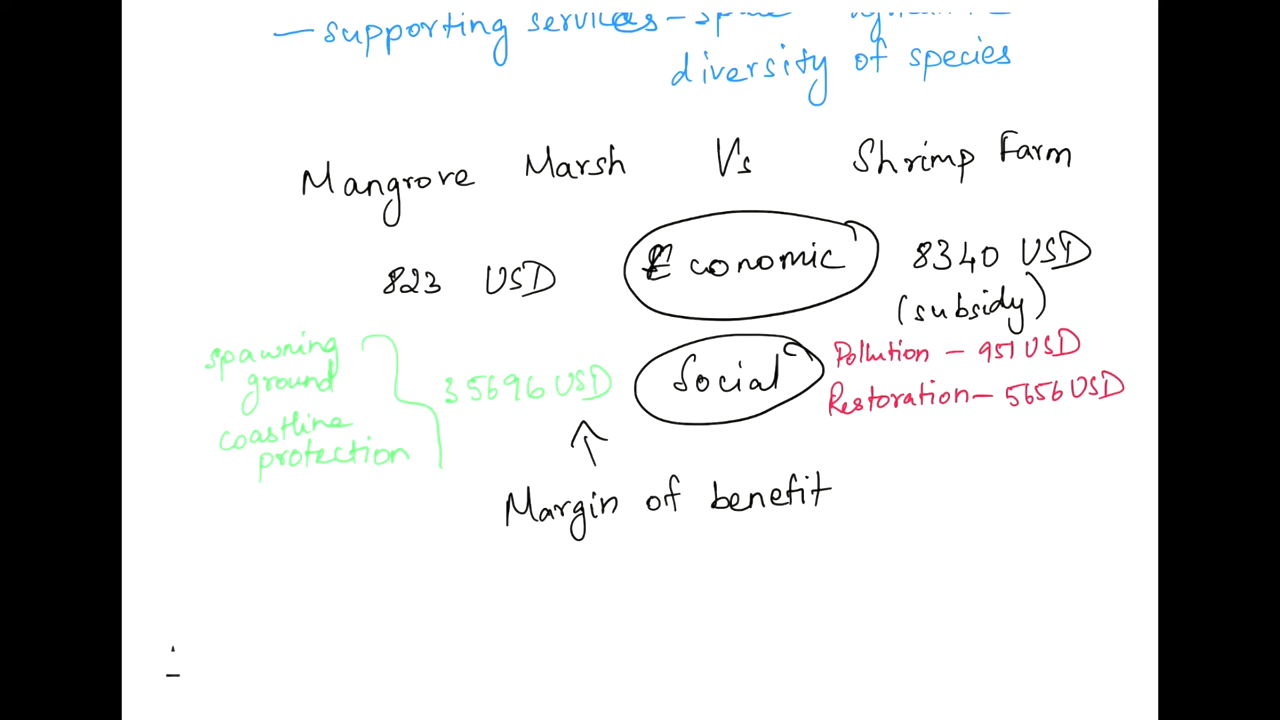 — supporting services –
diversity of species
Mangrove Marsh Vs Shrimp Farm
823 USD Economic 8340 USD
(subsidy)
spawning
ground
coastline
protection
35696 USD Social
Pollution – 951 USD
Restoration – 5656 USD
↑
Margin of benefit